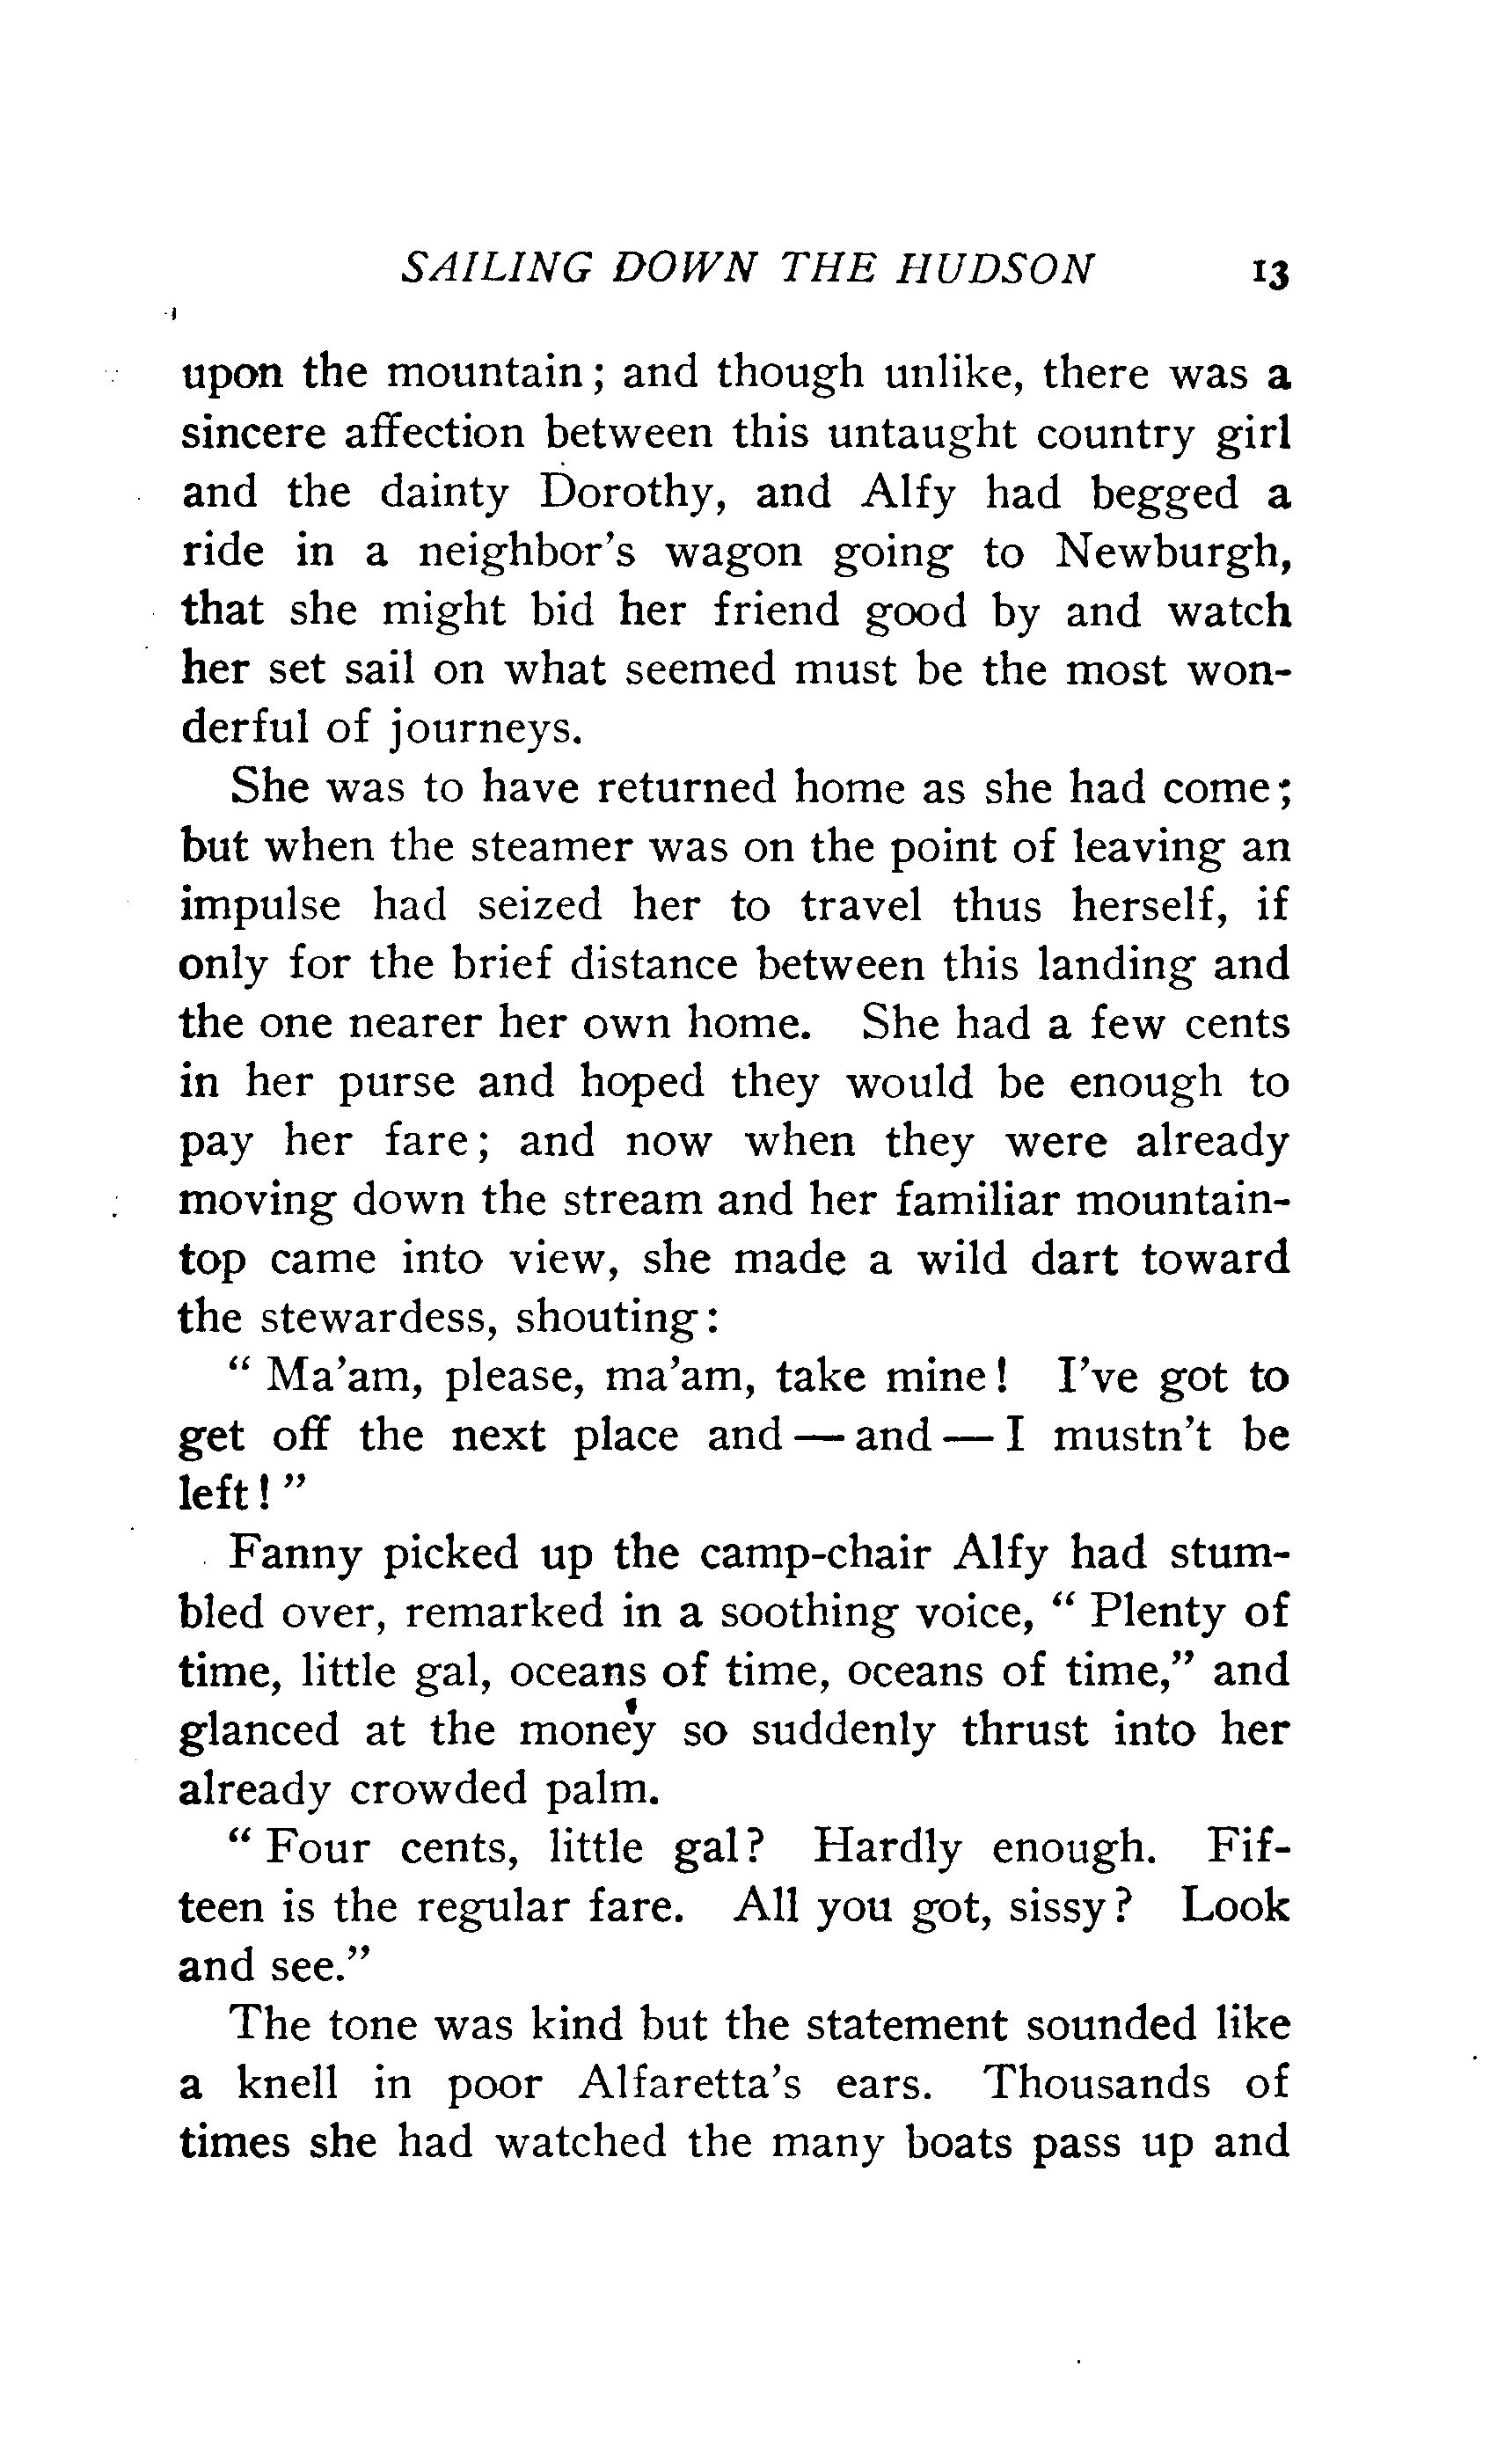 SAILING DOWN THE HUDSON 13
upon the mountain; and though unlike, there was a
sincere affection between this untaught country girl
and the dainty Dorothy, and Alfy had begged a
ride in a neighbor's wagon going to Newburgh,
that she might bid her friend good by and watch
her set sail on what seemed must be the most won-
derful of journeys.
She was to have returned home as she had come;
but when the steamer was on the point of leaving an
impulse had seized her to travel thus herself, if
only for the brief distance between this landing and
the one nearer her own home. She had a few cents
in her purse and hoped they would be enough to
pay her fare; and now when they were already
moving down the stream and her familiar mountain-
top came into view, she made a wild dart toward
the stewardess, shouting:
" Ma'am, please, ma'am, take mine! I've got to
get off the next place and — and — I mustn't be
left! "
Fanny picked up the camp-chair Alfy had stum-
bled over, remarked in a soothing voice, " Plenty of
time, little gal, oceans of time, oceans of time," and
glanced at the money so suddenly thrust into her
already crowded palm.
" Four cents, little gal? Hardly enough. Fif-
teen is the regular fare. All you got, sissy? Look
and see."
The tone was kind but the statement sounded like
a knell in poor Alfaretta's ears. Thousands of
times she had watched the many boats pass up and